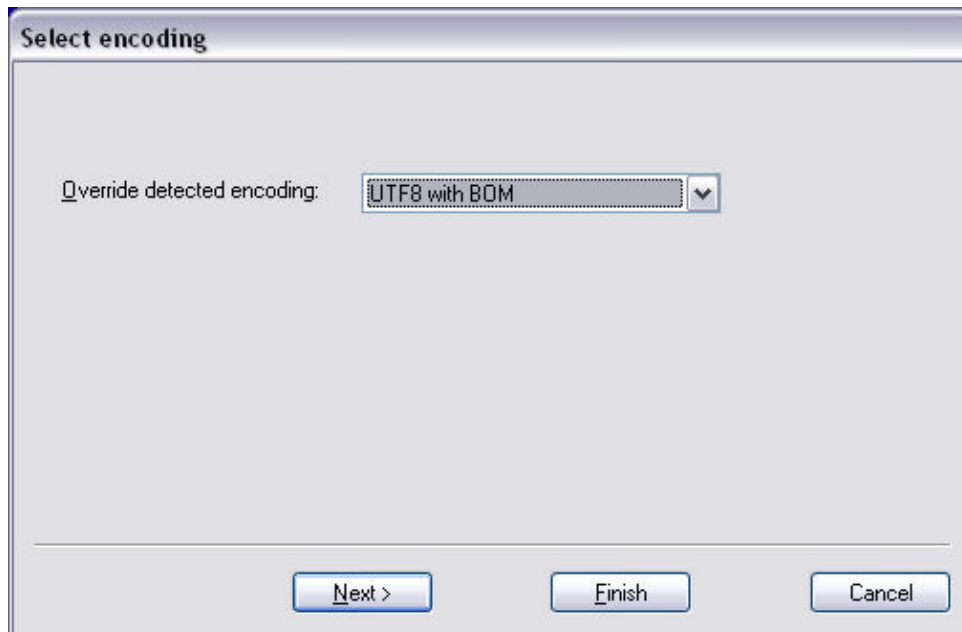 Select encoding
Override detected encoding:
UTF8 with BOM
Next >
Finish
Cancel